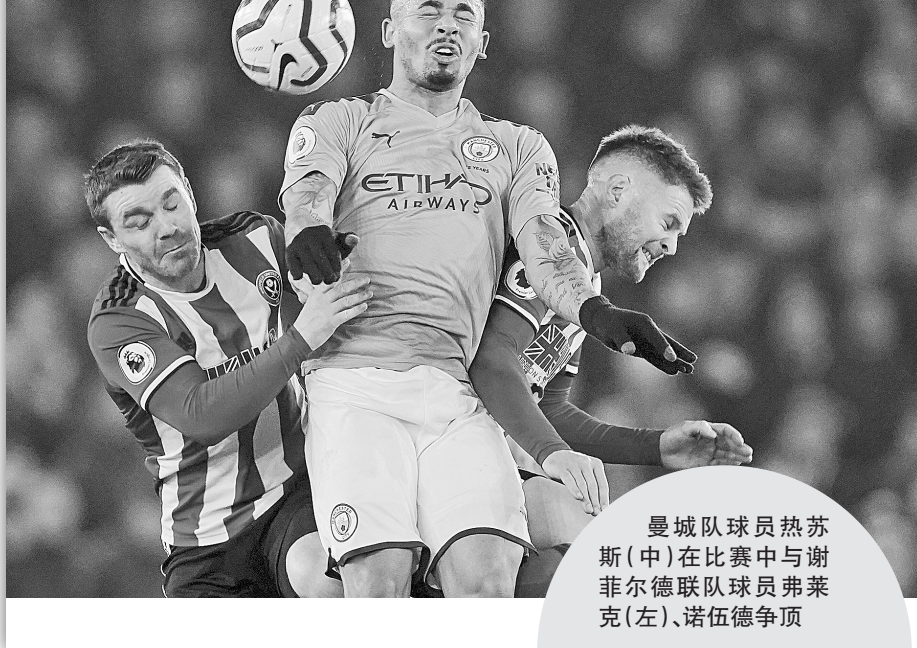 ETIHAD
AIRWAYS
曼城队球员热苏
斯(中)在比赛中与谢
菲尔德联队球员弗莱
克(左)、诺伍德争顶